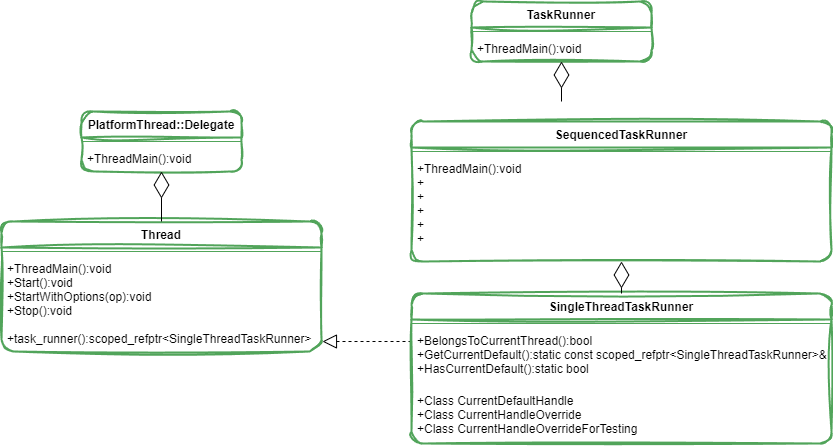 TaskRunner
+ThreadMain():void
PlatformThread::Delegate
+ThreadMain():void
SequencedTaskRunner
+ThreadMain():void
+
+
+
+
+
Thread
+ThreadMain():void
+Start():void
+StartWithOptions(op):void
+Stop():void
+task_runner():scoped_refptr<SingleThreadTaskRunner>
SingleThreadTaskRunner
+BelongsToCurrentThread():bool
+GetCurrentDefault():static const scoped_refptr<SingleThreadTaskRunner>&
+HasCurrentDefault():static bool
+Class CurrentDefaultHandle
+Class CurrentHandleOverride
+Class CurrentHandleOverrideForTesting